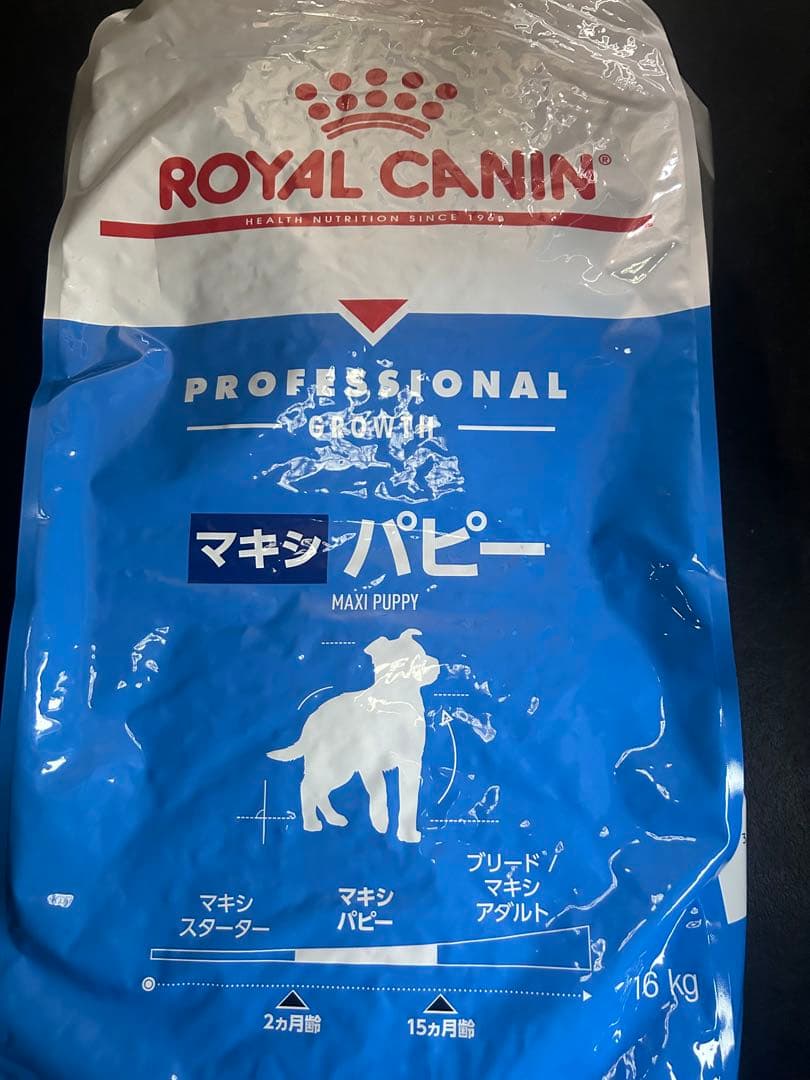 ROYAL CANIN®
HEALTH NUTRITION SINCE 1968
PROFESSIONAL
GROWTH
マキシ パピー
MAXI PUPPY
ブリード/
マキシ
アダルト
マキシ
パピー
マキシ
スターター
16 kg
2ヵ月齢 15ヵ月齢